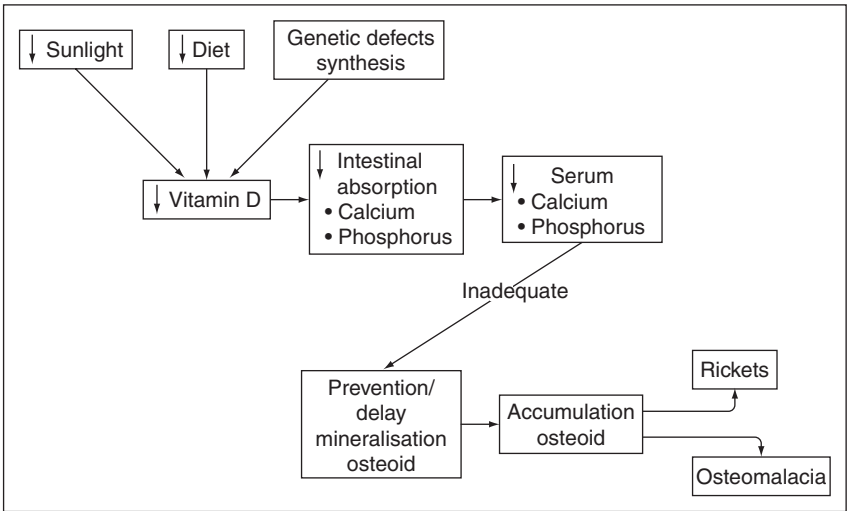 ↓ Sunlight
↓ Diet
Genetic defects
synthesis
↓ Vitamin D
↓ Intestinal
absorption
• Calcium
• Phosphorus
↓ Serum
• Calcium
• Phosphorus
Inadequate
Prevention/
delay
mineralisation
osteoid
Accumulation
osteoid
Rickets
Osteomalacia